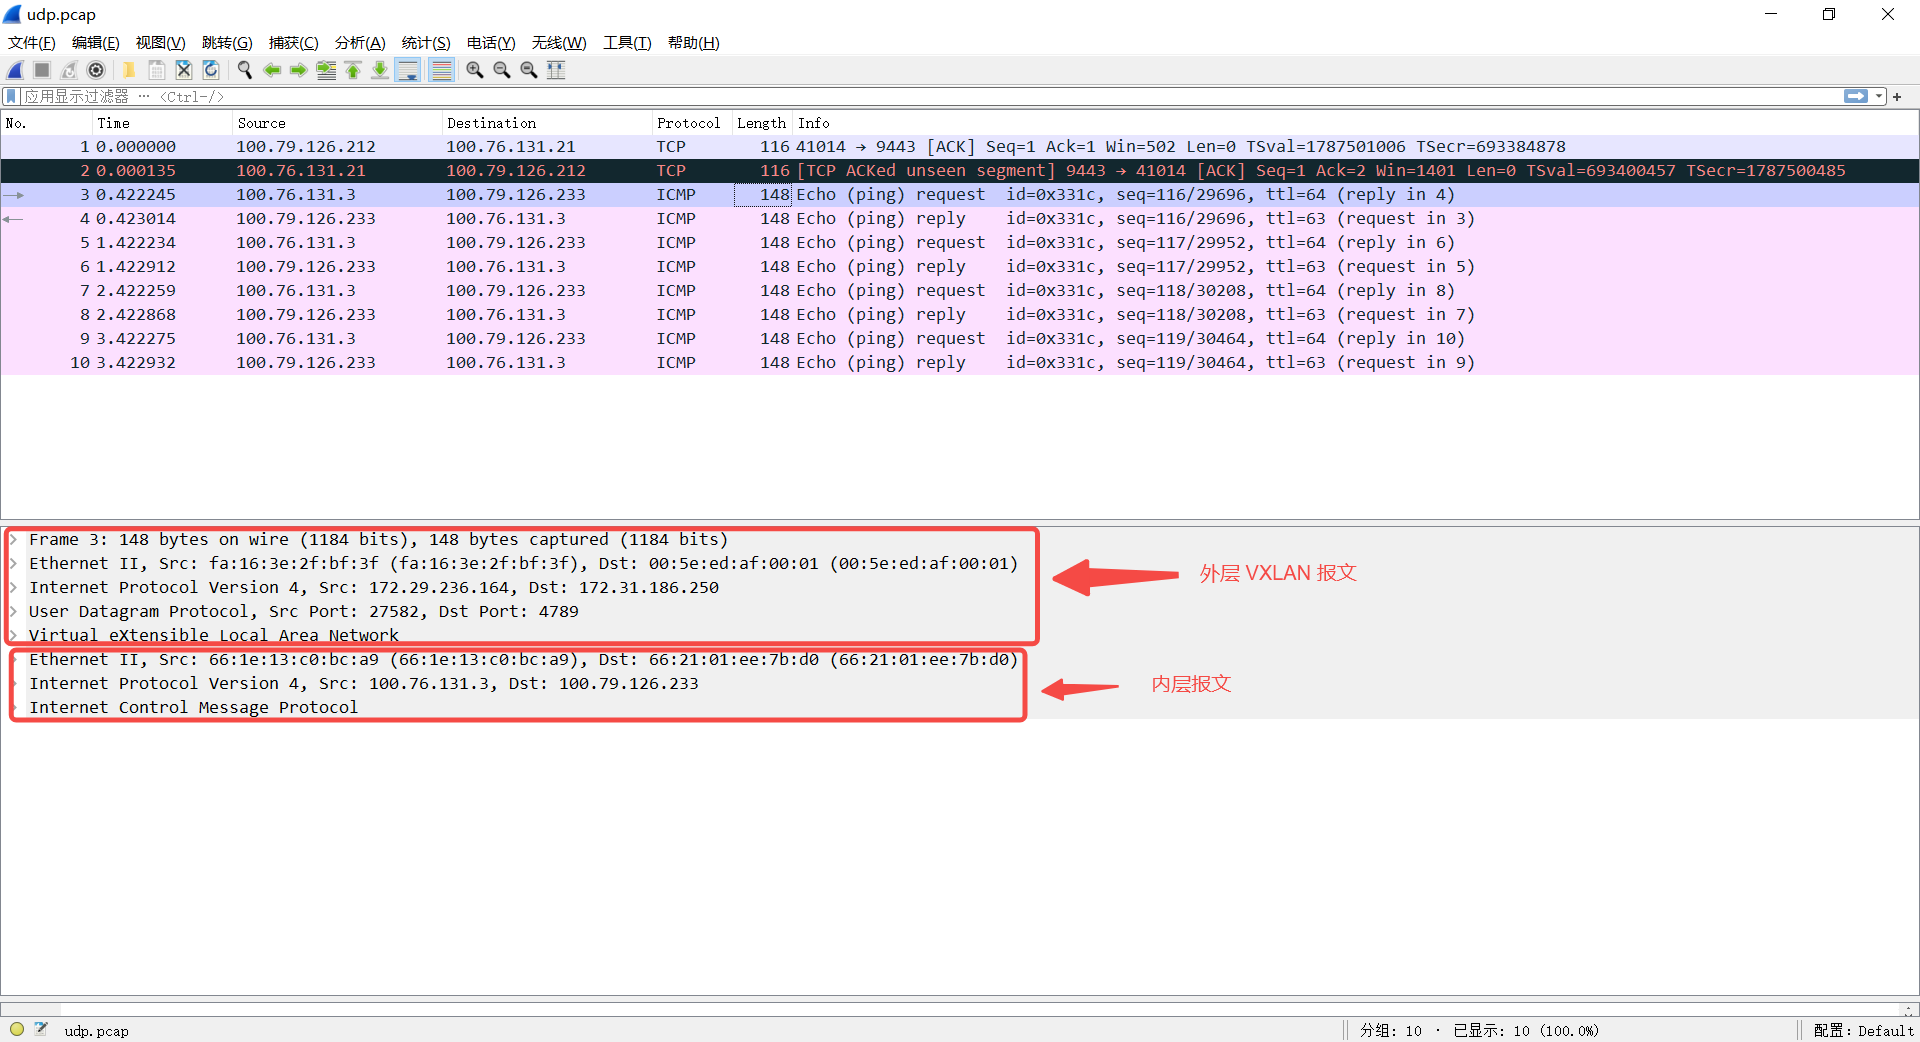 udp.pcap
文件(F) 编辑(E) 视图(V) 跳转(G) 捕获(C) 分析(A) 统计(S) 电话(Y) 无线(W) 工具(T) 帮助(H)
应用显示过滤器 … <Ctrl-/>
No. Time Source Destination Protocol Length Info
1 0.000000 100.79.126.212 100.76.131.21 TCP 116 41014 → 9443 [ACK] Seq=1 Ack=1 Win=502 Len=0 TSval=1787501006 TSecr=693384878
2 0.000135 100.76.131.21 100.79.126.212 TCP 116 [TCP ACKed unseen segment] 9443 → 41014 [ACK] Seq=1 Ack=2 Win=1401 Len=0 TSval=693400457 TSecr=1787500485
3 0.422245 100.76.131.3 100.79.126.233 ICMP 148 Echo (ping) request id=0x331c, seq=116/29696, ttl=64 (reply in 4)
4 0.423014 100.79.126.233 100.76.131.3 ICMP 148 Echo (ping) reply id=0x331c, seq=116/29696, ttl=63 (request in 3)
5 1.422234 100.76.131.3 100.79.126.233 ICMP 148 Echo (ping) request id=0x331c, seq=117/29952, ttl=64 (reply in 6)
6 1.422912 100.79.126.233 100.76.131.3 ICMP 148 Echo (ping) reply id=0x331c, seq=117/29952, ttl=63 (request in 5)
7 2.422259 100.76.131.3 100.79.126.233 ICMP 148 Echo (ping) request id=0x331c, seq=118/30208, ttl=64 (reply in 8)
8 2.422868 100.79.126.233 100.76.131.3 ICMP 148 Echo (ping) reply id=0x331c, seq=118/30208, ttl=63 (request in 7)
9 3.422275 100.76.131.3 100.79.126.233 ICMP 148 Echo (ping) request id=0x331c, seq=119/30464, ttl=64 (reply in 10)
10 3.422932 100.79.126.233 100.76.131.3 ICMP 148 Echo (ping) reply id=0x331c, seq=119/30464, ttl=63 (request in 9)
Frame 3: 148 bytes on wire (1184 bits), 148 bytes captured (1184 bits)
Ethernet II, Src: fa:16:3e:2f:bf:3f (fa:16:3e:2f:bf:3f), Dst: 00:5e:ed:af:00:01 (00:5e:ed:af:00:01)
外层 VXLAN 报文
Internet Protocol Version 4, Src: 172.29.236.164, Dst: 172.31.186.250
User Datagram Protocol, Src Port: 27582, Dst Port: 4789
Virtual eXtensible Local Area Network
Ethernet II, Src: 66:1e:13:c0:bc:a9 (66:1e:13:c0:bc:a9), Dst: 66:21:01:ee:7b:d0 (66:21:01:ee:7b:d0)
Internet Protocol Version 4, Src: 100.76.131.3, Dst: 100.79.126.233
内层报文
Internet Control Message Protocol
udp.pcap 分组: 10 · 已显示: 10 (100.0%) 配置: Default